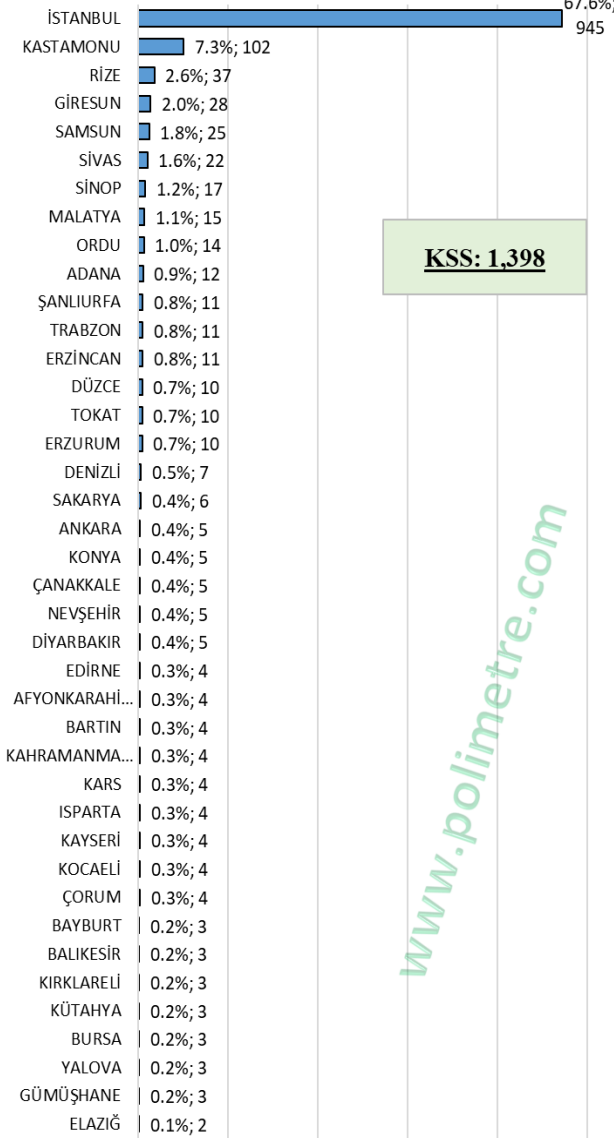 67.6%;
İSTANBUL 945
KASTAMONU 7.3%; 102
RİZE 2.6%; 37
GİRESUN 2.0%; 28
SAMSUN 1.8%; 25
SİVAS 1.6%; 22
SİNOP 1.2%; 17
MALATYA 1.1%; 15
ORDU 1.0%; 14
KSS: 1,398
ADANA 0.9%; 12
ŞANLIURFA 0.8%; 11
TRABZON 0.8%; 11
ERZİNCAN 0.8%; 11
DÜZCE 0.7%; 10
TOKAT 0.7%; 10
ERZURUM 0.7%; 10
DENİZLİ 0.5%; 7
SAKARYA 0.4%; 6
ANKARA 0.4%; 5
KONYA 0.4%; 5
ÇANAKKALE 0.4%; 5
NEVŞEHİR 0.4%; 5
DİYARBAKIR 0.4%; 5
EDİRNE 0.3%; 4
AFYONKARAHİ... 0.3%; 4
BARTIN 0.3%; 4
KAHRAMANMA... 0.3%; 4
KARS 0.3%; 4
ISPARTA 0.3%; 4
KAYSERİ 0.3%; 4
KOCAELİ 0.3%; 4
ÇORUM 0.3%; 4
BAYBURT 0.2%; 3
BALIKESİR 0.2%; 3
KIRKLARELİ 0.2%; 3
KÜTAHYA 0.2%; 3
BURSA 0.2%; 3
YALOVA 0.2%; 3
GÜMÜŞHANE 0.2%; 3
ELAZIĞ 0.1%; 2
www.polimetre.com